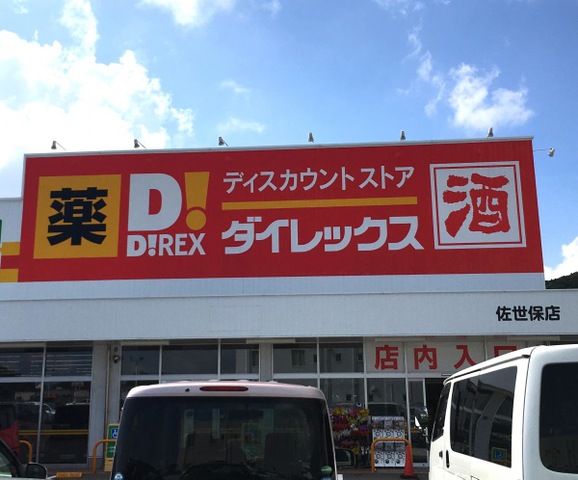 薬
D!
D!REX
ディスカウントストア
ダイレックス
酒
佐世保店
店内入口